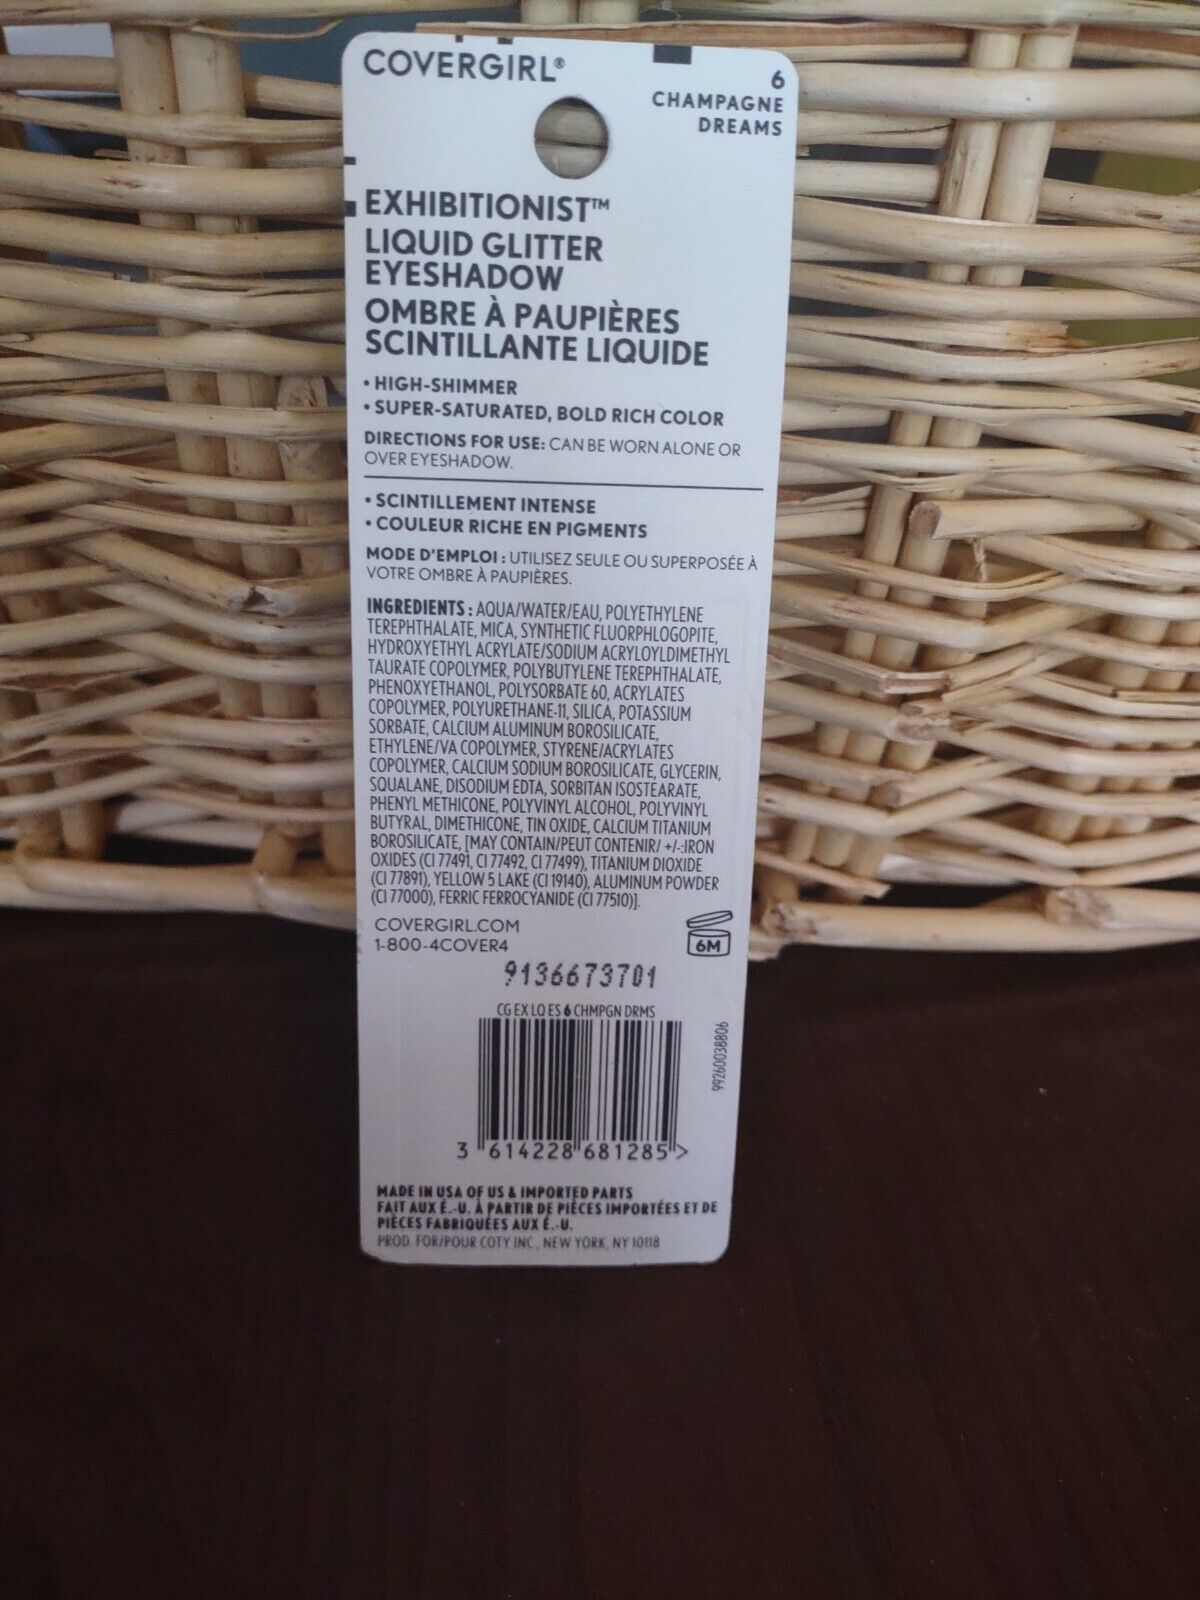 COVERGIRL®
6
CHAMPAGNE
DREAMS
EXHIBITIONIST™
LIQUID GLITTER
EYESHADOW
OMBRE À PAUPIÈRES
SCINTILLANTE LIQUIDE
• HIGH-SHIMMER
• SUPER-SATURATED, BOLD RICH COLOR
DIRECTIONS FOR USE: CAN BE WORN ALONE OR
OVER EYESHADOW.
• SCINTILLEMENT INTENSE
• COULEUR RICHE EN PIGMENTS
MODE D'EMPLOI : UTILISEZ SEULE OU SUPERPOSÉE À
VOTRE OMBRE À PAUPIÈRES.
INGREDIENTS : AQUA/WATER/EAU, POLYETHYLENE
TEREPHTHALATE, MICA, SYNTHETIC FLUORPHLOGOPITE,
HYDROXYETHYL ACRYLATE/SODIUM ACRYLOYLDIMETHYL
TAURATE COPOLYMER, POLYBUTYLENE TEREPHTHALATE,
PHENOXYETHANOL, POLYSORBATE 60, ACRYLATES
COPOLYMER, POLYURETHANE-11, SILICA, POTASSIUM
SORBATE, CALCIUM ALUMINUM BOROSILICATE,
ETHYLENE/VA COPOLYMER, STYRENE/ACRYLATES
COPOLYMER, CALCIUM SODIUM BOROSILICATE, GLYCERIN,
SQUALANE, DISODIUM EDTA, SORBITAN ISOSTEARATE,
PHENYL METHICONE, POLYVINYL ALCOHOL, POLYVINYL
BUTYRAL, DIMETHICONE, TIN OXIDE, CALCIUM TITANIUM
BOROSILICATE, [MAY CONTAIN/PEUT CONTENIR/ +/-:IRON
OXIDES (CI 77491, CI 77492, CI 77499), TITANIUM DIOXIDE
(CI 77891), YELLOW 5 LAKE (CI 19140), ALUMINUM POWDER
(CI 77000), FERRIC FERROCYANIDE (CI 77510)].
COVERGIRL.COM
1-800-4COVER4
6M
9136673701
CG EX LQ ES 6 CHMPGN DRMS
99260038806
3 614228 681285 >
MADE IN USA OF US & IMPORTED PARTS
FAIT AUX É.-U. À PARTIR DE PIÈCES IMPORTÉES ET DE
PIÈCES FABRIQUÉES AUX É.-U.
PROD. FOR/POUR COTY INC., NEW YORK, NY 10118